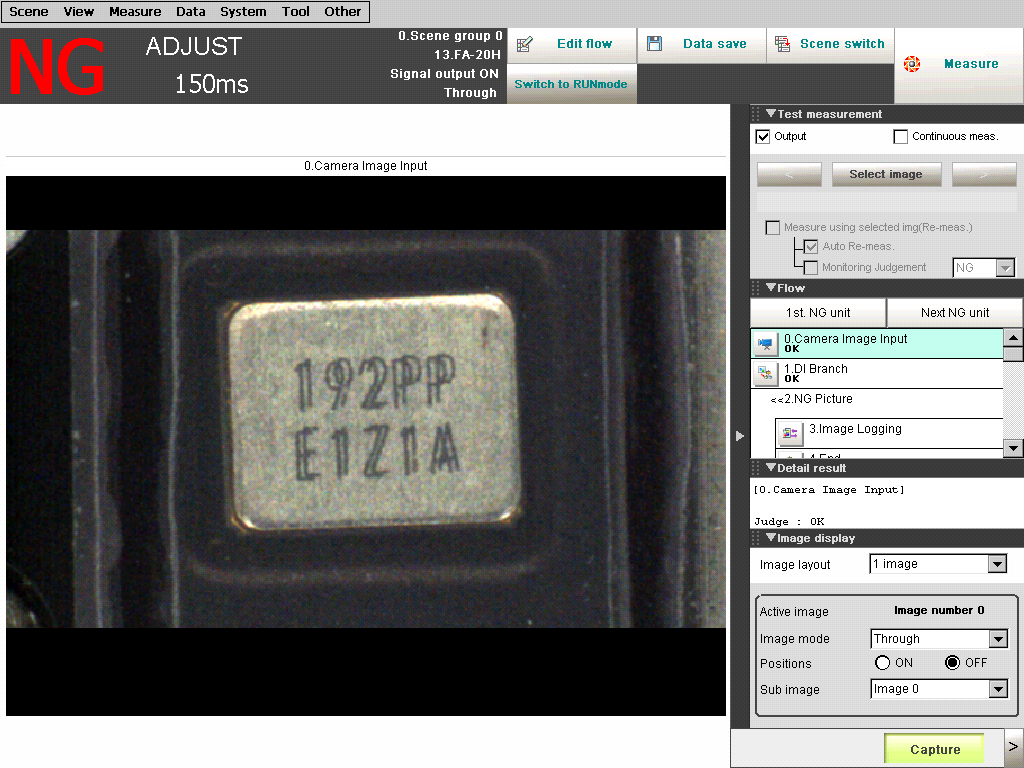 Scene View Measure Data System Tool Other
NG
ADJUST
150ms
0.Scene group 0
13.FA-20H
Signal output ON
Through
Edit flow
Data save
Scene switch
Switch to RUNmode
Measure
0.Camera Image Input
192PP
E1Z1A
▼Test measurement
Output
Continuous meas.
<
Select image
>
Measure using selected img(Re-meas.)
Auto Re-meas.
Monitoring Judgement
NG
▼Flow
1st. NG unit
Next NG unit
0.Camera Image Input
OK
1.DI Branch
OK
<<2.NG Picture
3.Image Logging
4.End
▼Detail result
[0.Camera Image Input]
Judge : OK
▼Image display
Image layout
1 image
Active image
Image number 0
Image mode
Through
Positions
ON
OFF
Sub image
Image 0
Capture
>